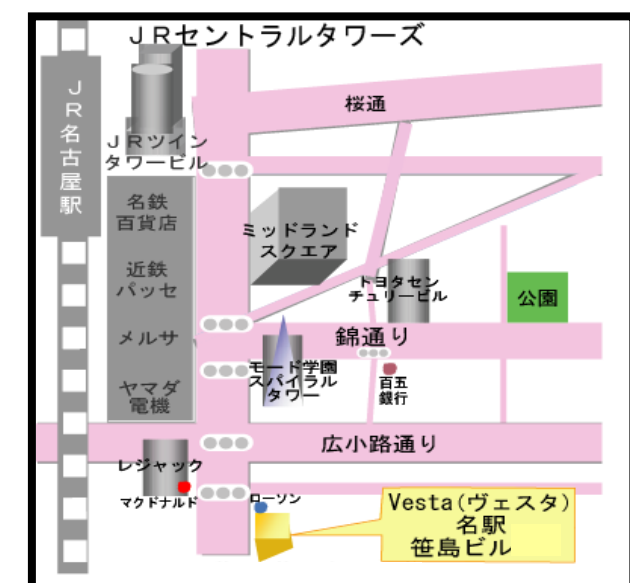 JRセントラルタワーズ
JR名古屋駅
桜通
JRツイン
タワービル
名鉄
百貨店
ミッドランド
スクエア
近鉄
パッセ
トヨタセン
チュリービル
公園
メルサ
錦通り
モード学園
スパイラル
タワー
百五
銀行
ヤマダ
電機
広小路通り
レジャック
マクドナルド
ローソン
Vesta(ヴェスタ)
名駅
笹島ビル